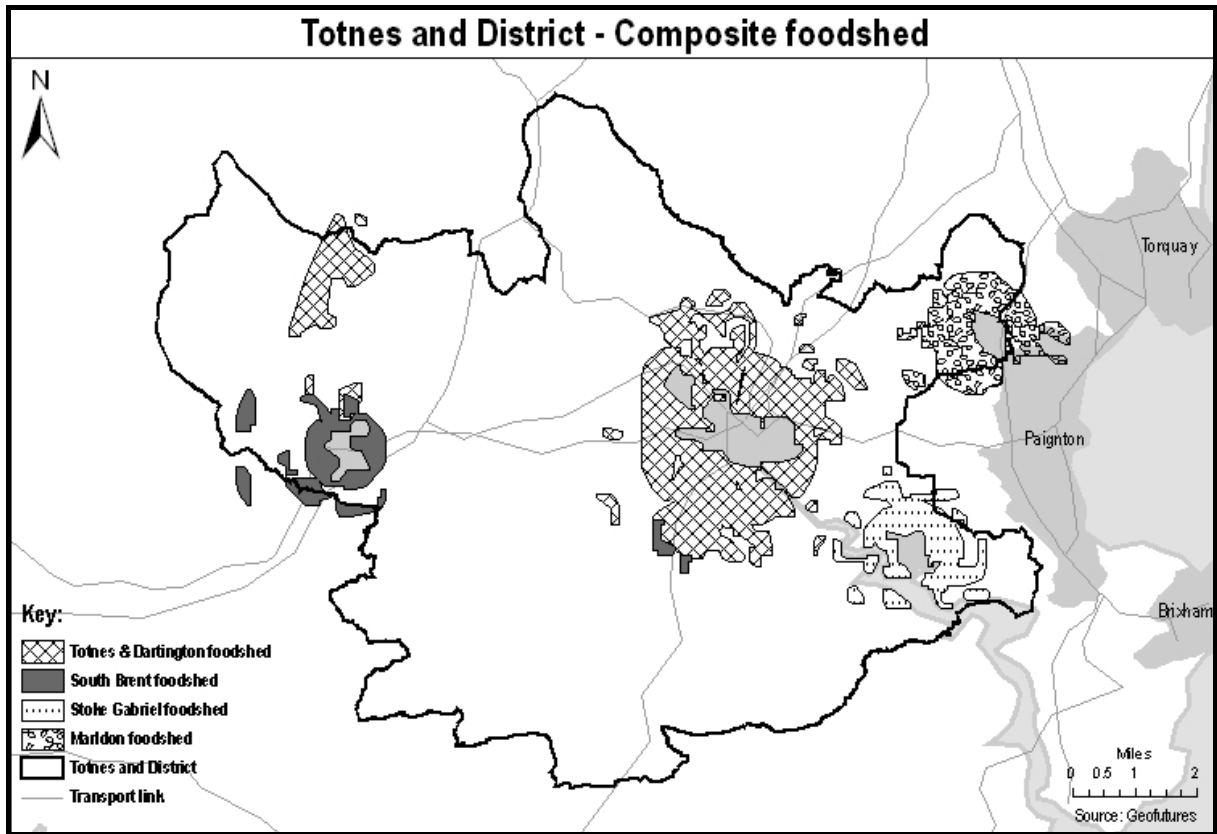 Totnes and District - Composite foodshed
N
Torquay
Paignton
Brixham
Key:
Totnes & Dartington foodshed
South Brent foodshed
Stoke Gabriel foodshed
Marldon foodshed
Totnes and District
Transport link
Miles
0 0.5 1 2
Source: Geofutures